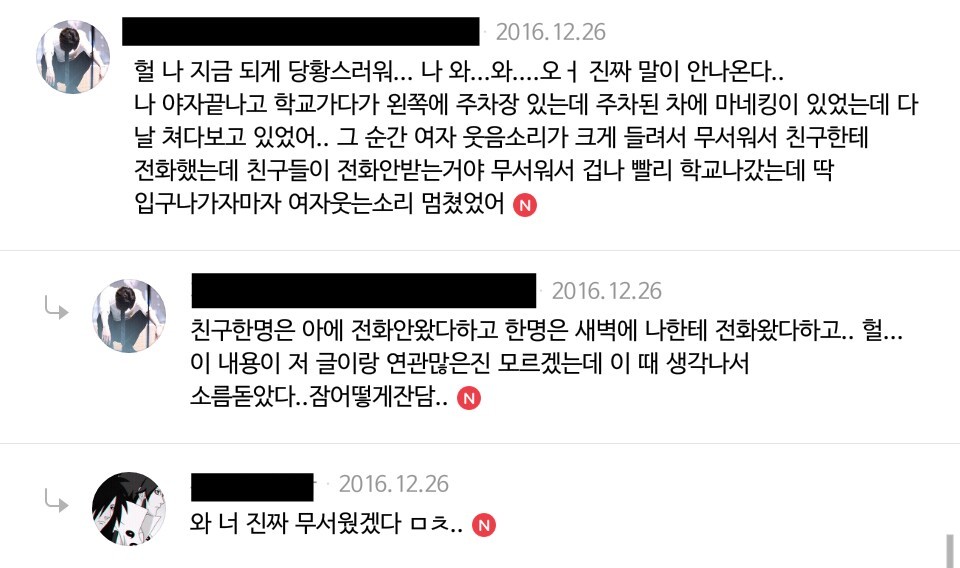 2016.12.26
헐 나 지금 되게 당황스러워... 나 와...와....오ㅓ 진짜 말이 안나온다..
나 야자끝나고 학교가다가 왼쪽에 주차장 있는데 주차된 차에 마네킹이 있었는데 다
날 쳐다보고 있었어.. 그 순간 여자 웃음소리가 크게 들려서 무서워서 친구한테
전화했는데 친구들이 전화안받는거야 무서워서 겁나 빨리 학교나갔는데 딱
입구나가자마자 여자웃는소리 멈췄었어 N
2016.12.26
친구한명은 아에 전화안왔다하고 한명은 새벽에 나한테 전화왔다하고.. 헐...
이 내용이 저 글이랑 연관많은진 모르겠는데 이 때 생각나서
소름돋았다..잠어떻게잔담.. N
2016.12.26
와 너 진짜 무서웠겠다 ㅁㅊ.. N